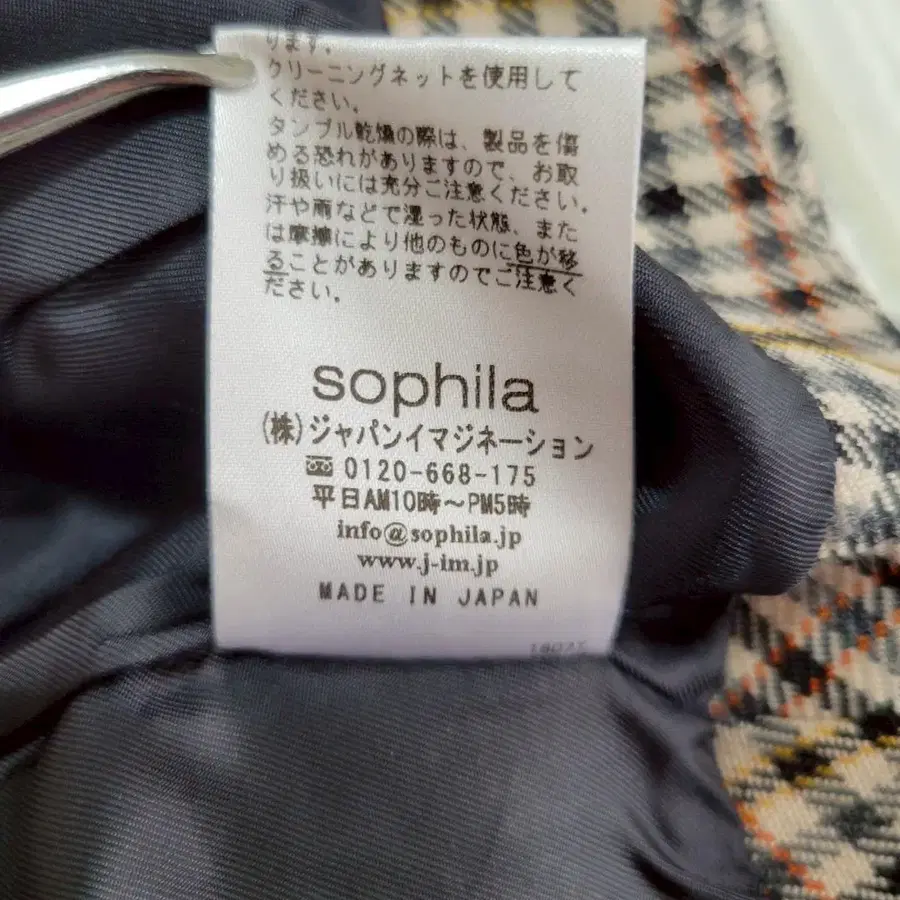 ります。
クリーニングネットを使用して
ください。
タンブル乾燥の際は、製品を傷
める恐れがありますので、お取
り扱いには充分ご注意ください。
汗や雨などで湿った状態、また
は摩擦により他のものに色が移
ることがありますのでご注意く
ださい。
sophila
(株)ジャパンイマジネーション
0120-668-175
平日AM10時～PM5時
info@sophila.jp
www.j-im.jp
MADE IN JAPAN